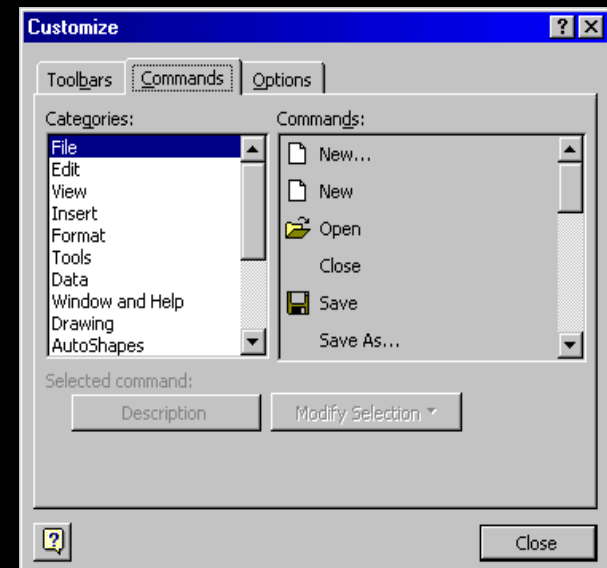 Customize
Toolbars Commands Options
Categories:
File
Edit
View
Insert
Format
Tools
Data
Window and Help
Drawing
AutoShapes
Commands:
New...
New
Open
Close
Save
Save As...
Selected command:
Description
Modify Selection
Close